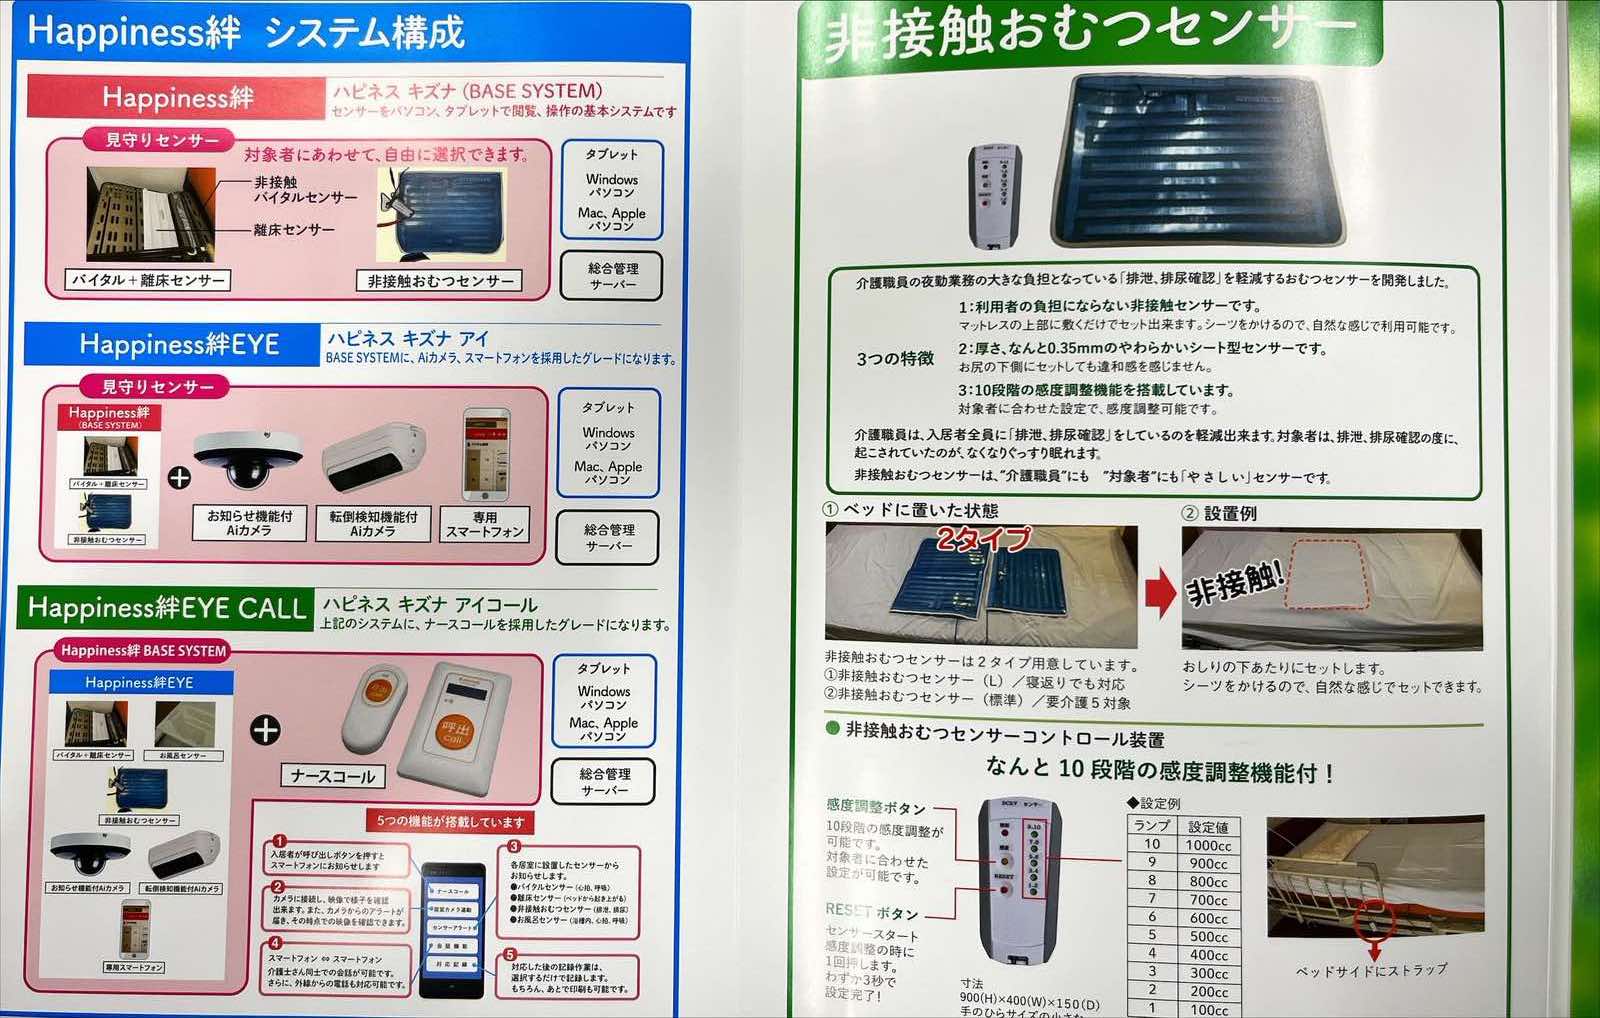 Happiness絆 システム構成
Happiness絆
ハピネス キズナ (BASE SYSTEM)
センサーをパソコン、タブレットで閲覧、操作の基本システムです
見守りセンサー
対象者にあわせて、自由に選択できます。
非接触
バイタルセンサー
離床センサー
バイタル+離床センサー
非接触おむつセンサー
タブレット
Windows
パソコン
Mac、Apple
パソコン
総合管理
サーバー
Happiness絆EYE
ハピネス キズナ アイ
BASE SYSTEMに、Aiカメラ、スマートフォンを採用したグレードになります。
見守りセンサー
Happiness絆
(BASE SYSTEM)
バイタル+離床センサー
非接触おむつセンサー
お知らせ機能付
Aiカメラ
転倒検知機能付
Aiカメラ
専用
スマートフォン
タブレット
Windows
パソコン
Mac、Apple
パソコン
総合管理
サーバー
Happiness絆EYE CALL
ハピネス キズナ アイコール
上記のシステムに、ナースコールを採用したグレードになります。
Happiness絆 BASE SYSTEM
Happiness絆EYE
バイタル+離床センサー
お風呂センサー
非接触おむつセンサー
お知らせ機能付Aiカメラ
転倒検知機能付Aiカメラ
専用スマートフォン
呼出
Call
ナースコール
タブレット
Windows
パソコン
Mac、Apple
パソコン
総合管理
サーバー
5つの機能が搭載しています
1
入居者が呼び出しボタンを押すと
スマートフォンにお知らせします
2
カメラに接続し、映像で様子を確認
出来ます。また、カメラからのアラートが
届き、その時点での映像を確認できます。
4
スマートフォン ⇔ スマートフォン
介護士さん同士での会話が可能です。
さらに、外線からの電話も対応可能です。
ナースコール
センサーアラート
対応記録
3
各居室に設置したセンサーから
お知らせします。
●バイタルセンサー (心拍、呼吸)
●離床センサー (ベッドから起き上がる)
●非接触おむつセンサー (排泄、排尿)
●お風呂センサー (浴槽内、心拍、呼吸)
5
対応した後の記録作業は、
選択するだけで記録します。
もちろん、あとで印刷も可能です。
非接触おむつセンサー
介護職員の夜勤業務の大きな負担となっている「排泄、排尿確認」を軽減するおむつセンサーを開発しました。
3つの特徴
1:利用者の負担にならない非接触センサーです。
マットレスの上部に敷くだけでセット出来ます。シーツをかけるので、自然な感じで利用可能です。
2:厚さ、なんと0.35mmのやわらかいシート型センサーです。
お尻の下側にセットしても違和感を感じません。
3:10段階の感度調整機能を搭載しています。
対象者に合わせた設定で、感度調整可能です。
介護職員は、入居者全員に「排泄、排尿確認」をしているのを軽減出来ます。対象者は、排泄、排尿確認の度に、
起こされていたのが、なくなりぐっすり眠れます。
非接触おむつセンサーは、"介護職員"にも "対象者"にも「やさしい」センサーです。
① ベッドに置いた状態
2タイプ
② 設置例
非接触!
非接触おむつセンサーは2タイプ用意しています。
①非接触おむつセンサー(L)/寝返りでも対応
②非接触おむつセンサー(標準)/要介護5対象
おしりの下あたりにセットします。
シーツをかけるので、自然な感じでセットできます。
●非接触おむつセンサーコントロール装置
なんと10段階の感度調整機能付!
感度調整ボタン
10段階の感度調整が
可能です。
対象者に合わせた
設定が可能です。
RESETボタン
センサースタート
感度調整の時に
1回押します。
わずか3秒で
設定完了!
RESET
9.10
7.8
5.6
3.4
1.2
寸法
900(H)×400(W)×150(D)
手のひらサイズの小さな
◆設定例
ランプ 設定値
10 1000cc
9 900cc
8 800cc
7 700cc
6 600cc
5 500cc
4 400cc
3 300cc
2 200cc
1 100cc
ベッドサイドにストラップ